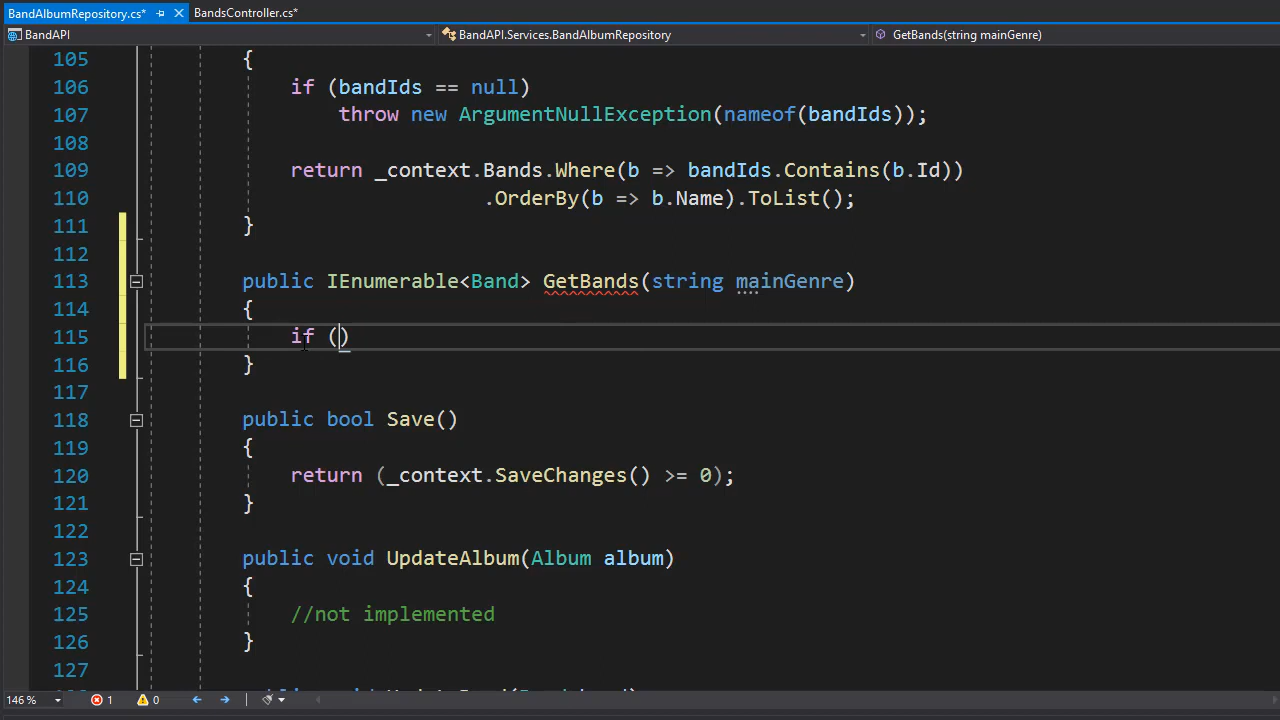 BandAlbumRepository.cs* BandsController.cs*
BandAPI BandAPI.Services.BandAlbumRepository GetBands(string mainGenre)
105 {
106 if (bandIds == null)
107 throw new ArgumentNullException(nameof(bandIds));
108
109 return _context.Bands.Where(b => bandIds.Contains(b.Id))
110 .OrderBy(b => b.Name).ToList();
111 }
112
113 public IEnumerable<Band> GetBands(string mainGenre)
114 {
115 if ()
116 }
117
118 public bool Save()
119 {
120 return (_context.SaveChanges() >= 0);
121 }
122
123 public void UpdateAlbum(Album album)
124 {
125 //not implemented
126 }
127
146 % 1 0